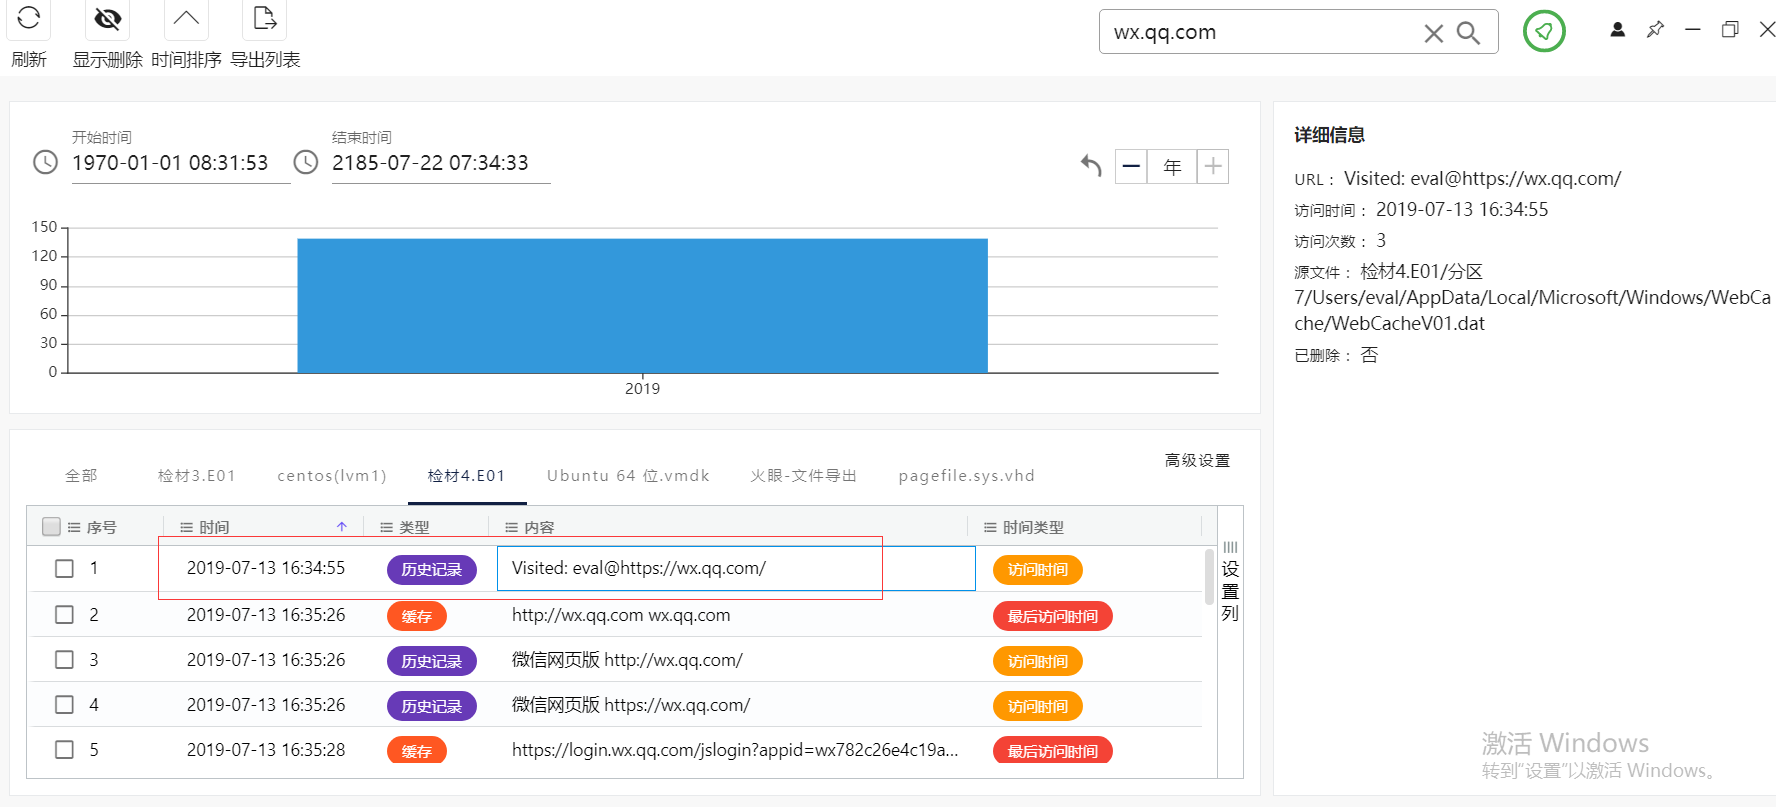 刷新
显示删除
时间排序
导出列表
wx.qq.com
开始时间
1970-01-01 08:31:53
结束时间
2185-07-22 07:34:33
年
150
120
90
60
30
0
2019
详细信息
URL： Visited: eval@https://wx.qq.com/
访问时间： 2019-07-13 16:34:55
访问次数： 3
源文件： 检材4.E01/分区
7/Users/eval/AppData/Local/Microsoft/Windows/WebCa
che/WebCacheV01.dat
已删除： 否
高级设置
全部 检材3.E01 centos(lvm1) 检材4.E01 Ubuntu 64 位.vmdk 火眼-文件导出 pagefile.sys.vhd
序号 时间 类型 内容 时间类型
1 2019-07-13 16:34:55 历史记录 Visited: eval@https://wx.qq.com/ 访问时间
2 2019-07-13 16:35:26 缓存 http://wx.qq.com wx.qq.com 最后访问时间
3 2019-07-13 16:35:26 历史记录 微信网页版 http://wx.qq.com/ 访问时间
4 2019-07-13 16:35:26 历史记录 微信网页版 https://wx.qq.com/ 访问时间
5 2019-07-13 16:35:28 缓存 https://login.wx.qq.com/jslogin?appid=wx782c26e4c19a... 最后访问时间
设置列
激活 Windows
转到“设置”以激活 Windows。